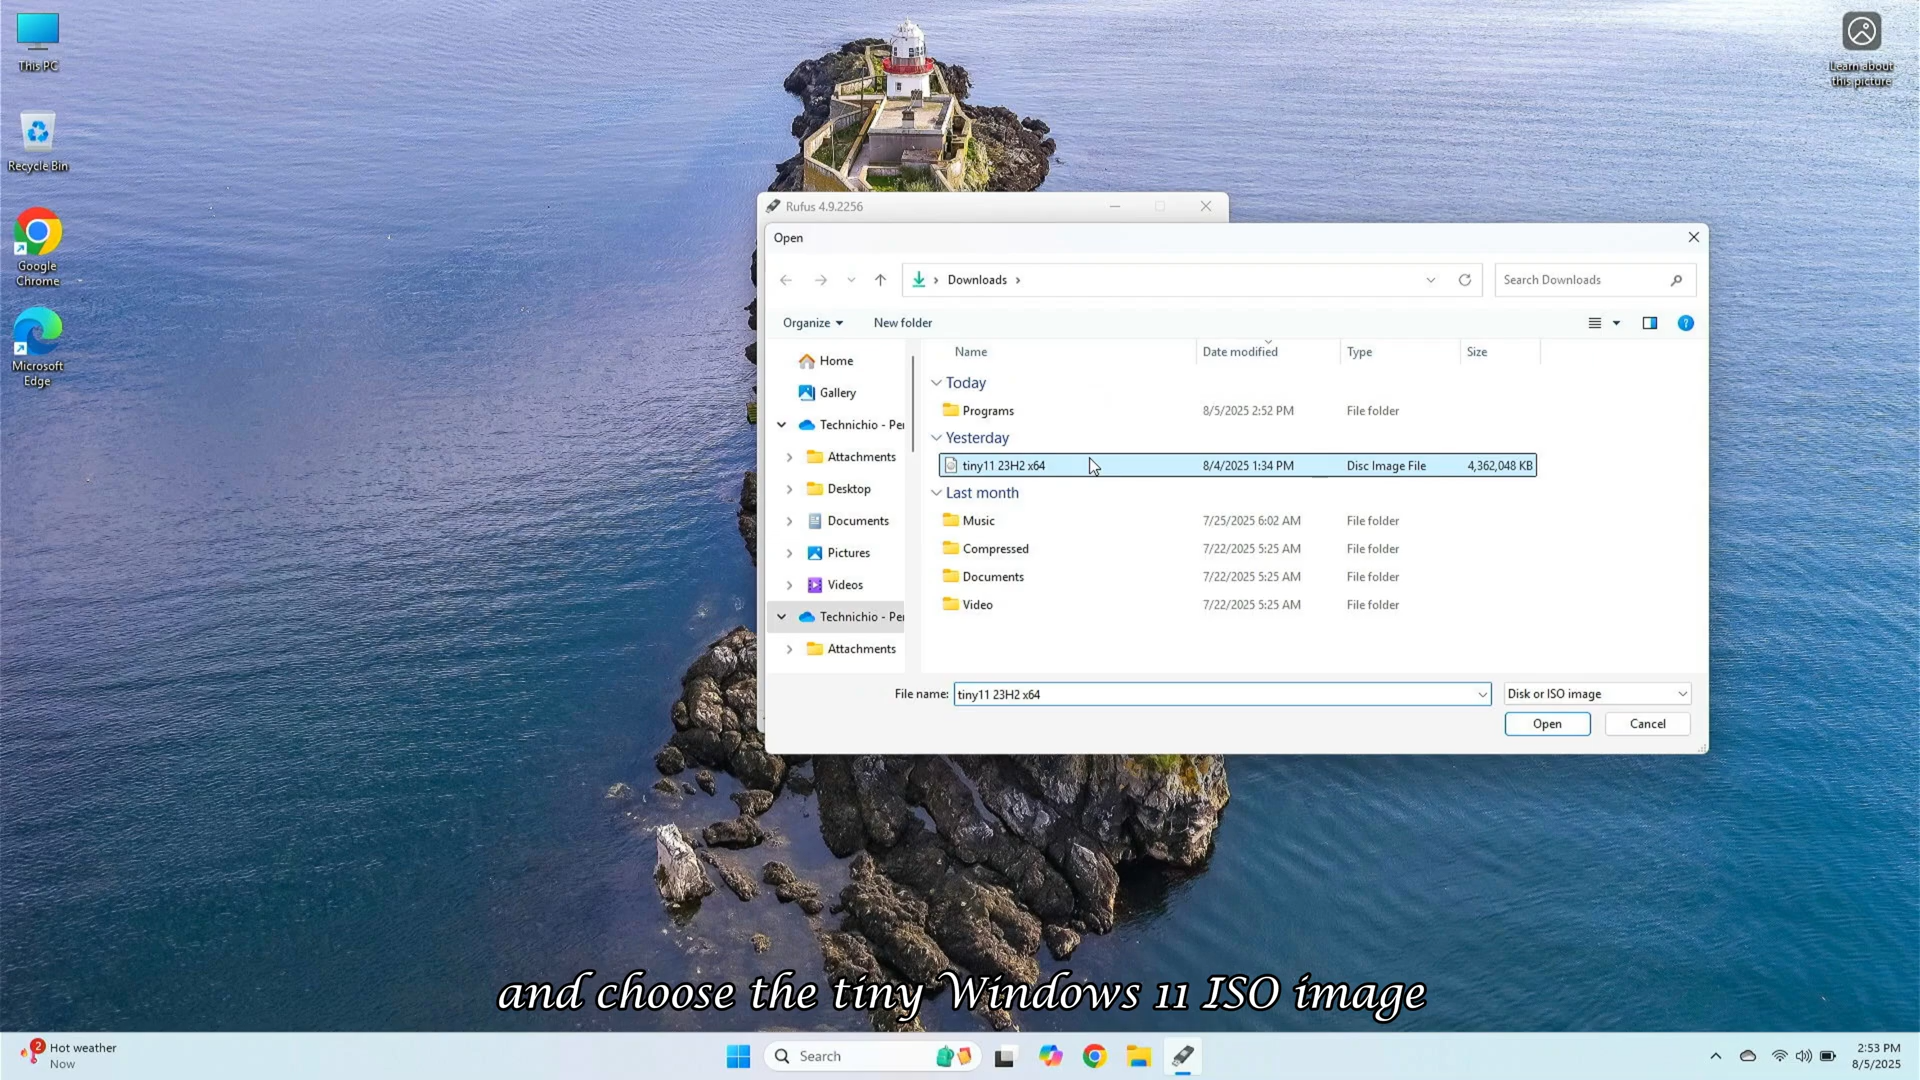 This PC
Recycle Bin
Google
Chrome
Microsoft
Edge
Learn about
this picture
Rufus 4.9.2256
Open
Downloads
Search Downloads
Organize
New folder
Home
Gallery
Technichio - Per
Attachments
Desktop
Documents
Pictures
Videos
Technichio - Per
Attachments
Name Date modified Type Size
Today
Programs 8/5/2025 2:52 PM File folder
Yesterday
tiny11 23H2 x64 8/4/2025 1:34 PM Disc Image File 4,362,048 KB
Last month
Music 7/25/2025 6:02 AM File folder
Compressed 7/22/2025 5:25 AM File folder
Documents 7/22/2025 5:25 AM File folder
Video 7/22/2025 5:25 AM File folder
File name: tiny11 23H2 x64 Disk or ISO image
Open Cancel
and choose the tiny Windows 11 ISO image
2
Hot weather
Now
Search
2:53 PM
8/5/2025